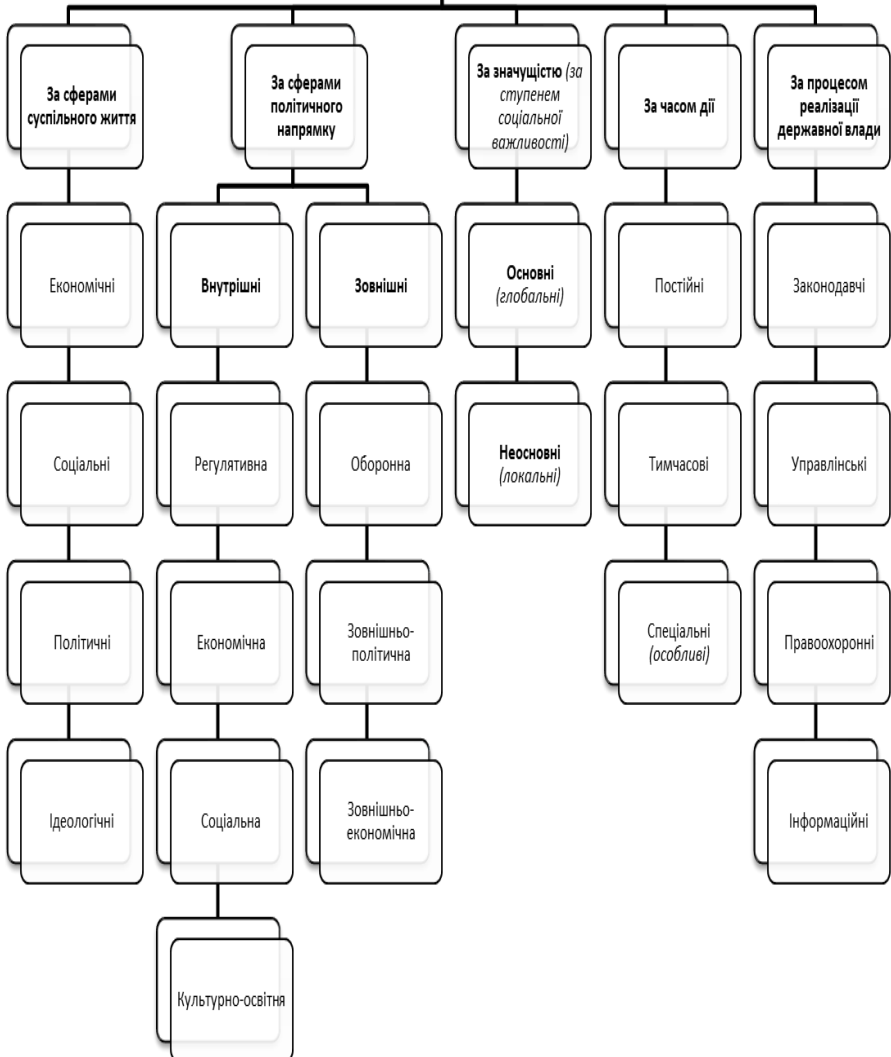 За сферами
суспільного життя
За сферами
політичного
напрямку
За значущістю (за
ступенем
соціальної
важливості)
За часом дії
За процесом
реалізації
державної влади
Економічні
Внутрішні
Зовнішні
Основні
(глобальні)
Постійні
Законодавчі
Соціальні
Регулятивна
Оборонна
Неосновні
(локальні)
Тимчасові
Управлінські
Політичні
Економічна
Зовнішньо-
політична
Спеціальні
(особливі)
Правоохоронні
Ідеологічні
Соціальна
Зовнішньо-
економічна
Інформаційні
Культурно-освітня